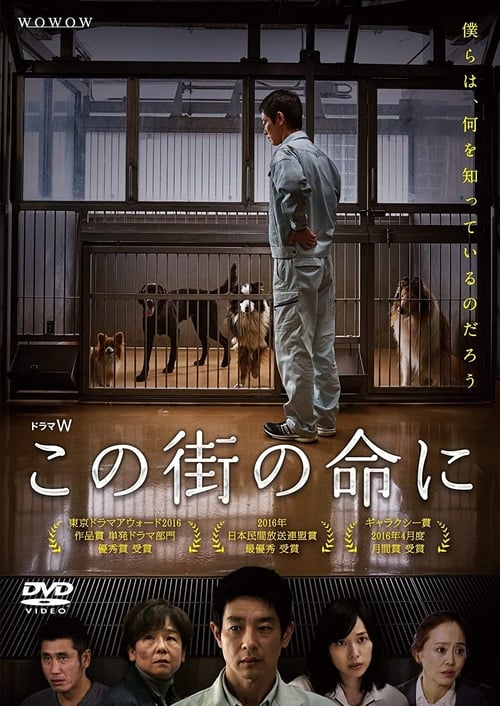 WOWOW
僕らは、何を知っているのだろう
ドラマW
この街の命に
東京ドラマアウォード2016
作品賞 単発ドラマ部門
優秀賞 受賞
2016年
日本民間放送連盟賞
最優秀 受賞
ギャラクシー賞
2016年4月度
月間賞 受賞
DVD
VIDEO